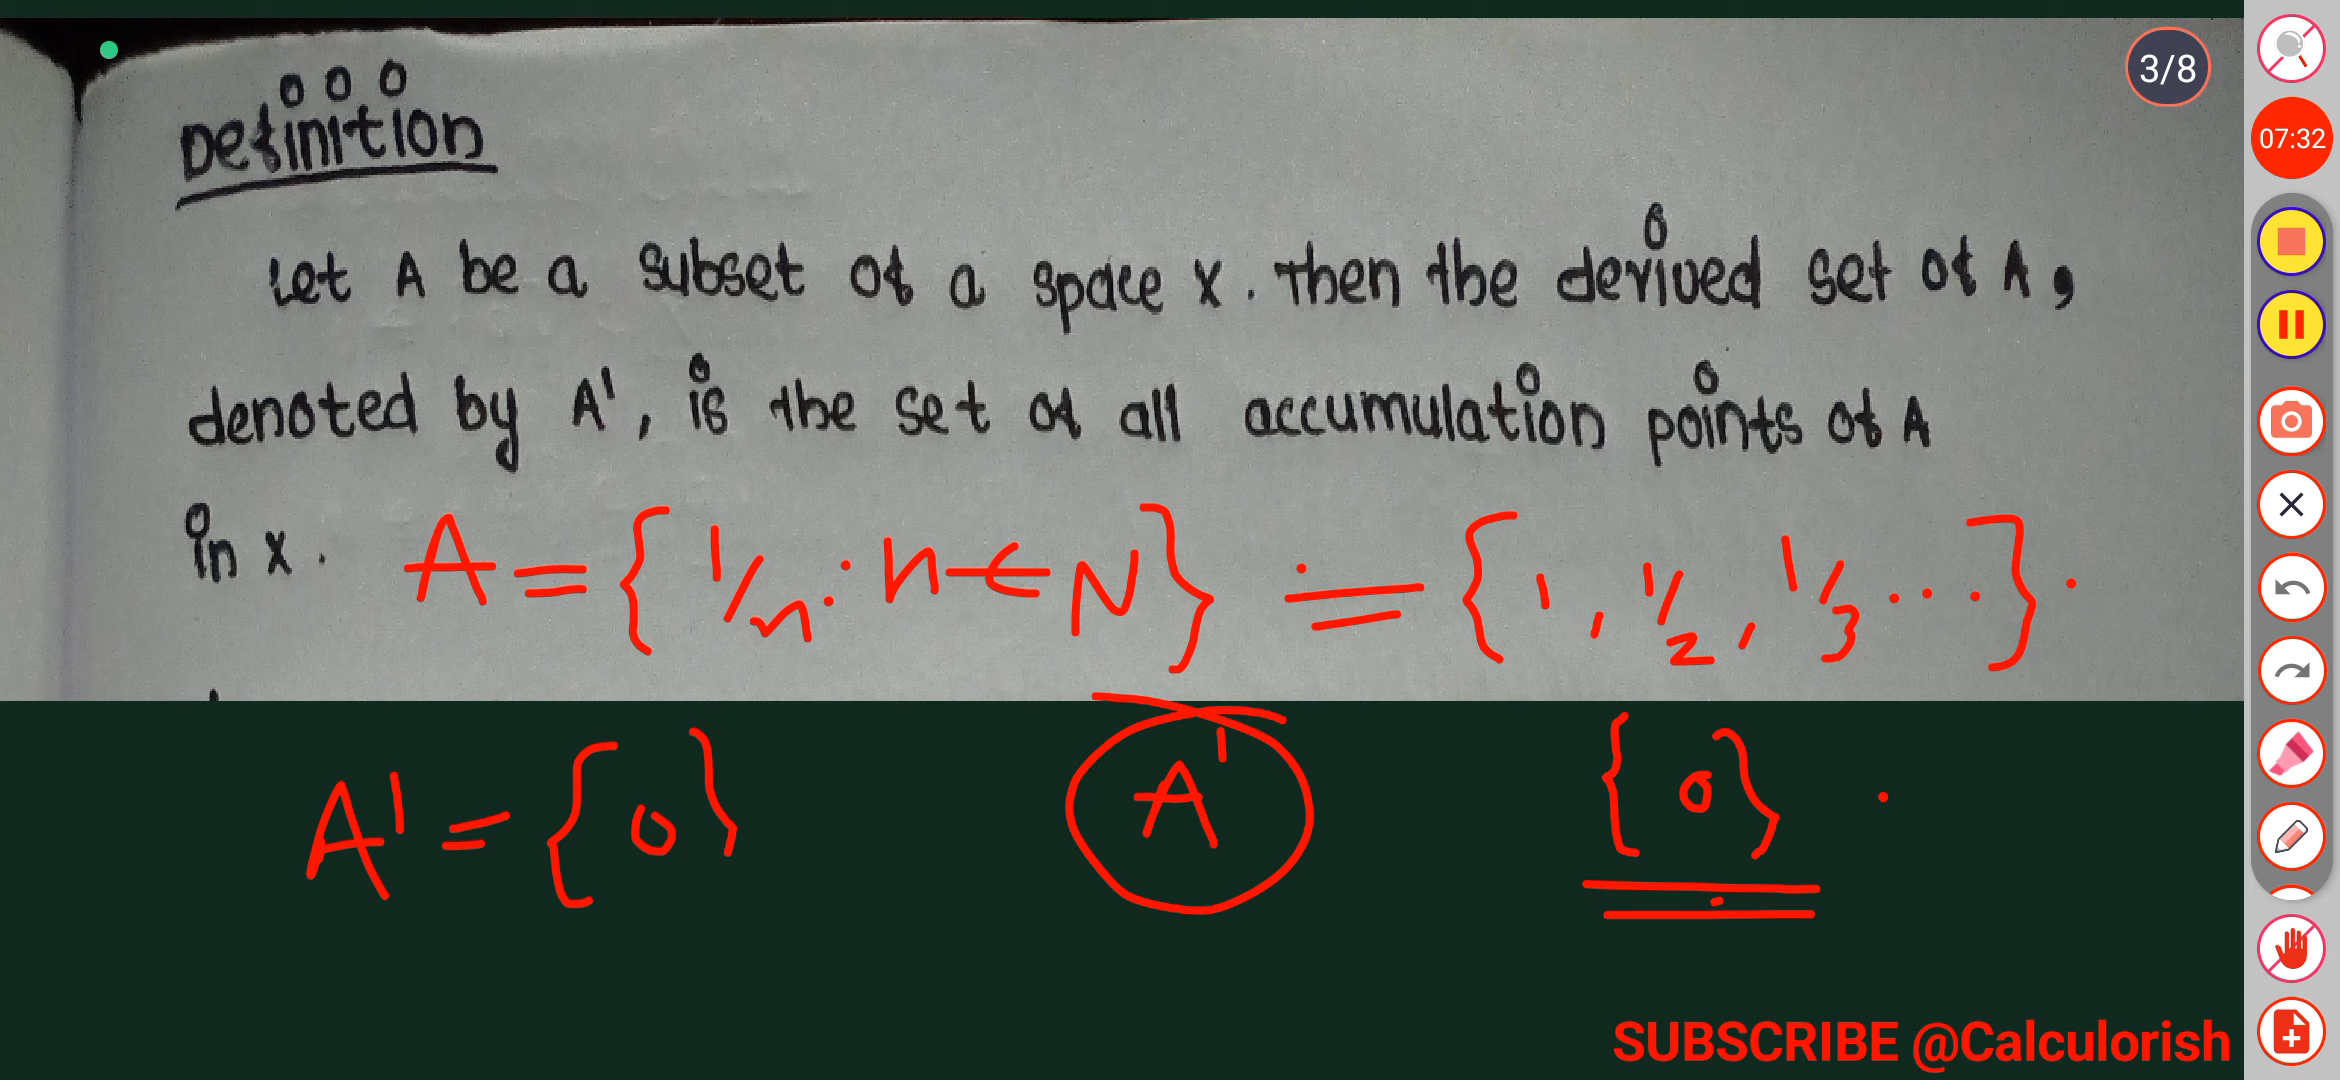 3/8
07:32
Definition
Let A be a subset of a space X. Then the derived set of A,
denoted by A', is the set of all accumulation points of A
in X. A = {1/n : n ∈ N} = {1, 1/2, 1/3 ...}.
A' = {0} A' {0}.
SUBSCRIBE @Calculorish